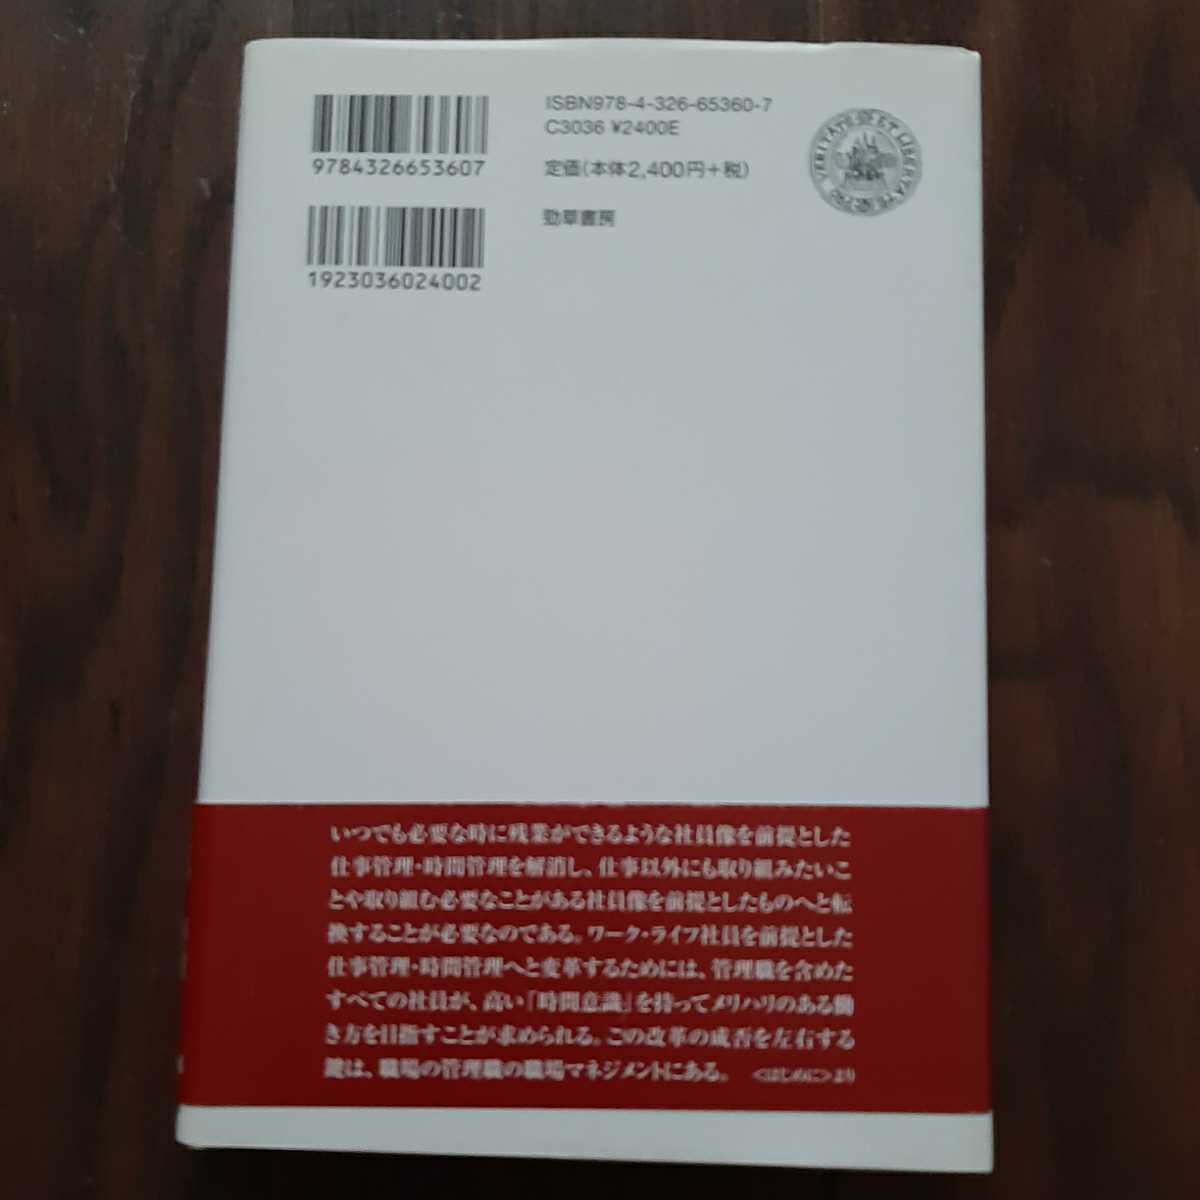 ISBN978-4-326-65360-7
C3036 ¥2400E
定価(本体2,400円+税)
勁草書房
9784326653607
1923036024002
いつでも必要な時に残業ができるような社員像を前提とした
仕事管理・時間管理を解消し、仕事以外にも取り組みたいこ
とや取り組む必要なことがある社員像を前提としたものへと転
換することが必要なのである。ワーク・ライフ社員を前提とした
仕事管理・時間管理へと変革するためには、管理職を含めた
すべての社員が、高い「時間意識」を持ってメリハリのある働
き方を目指すことが求められる。この改革の成否を左右する
鍵は、職場の管理職の職場マネジメントにある。 <はじめに>より